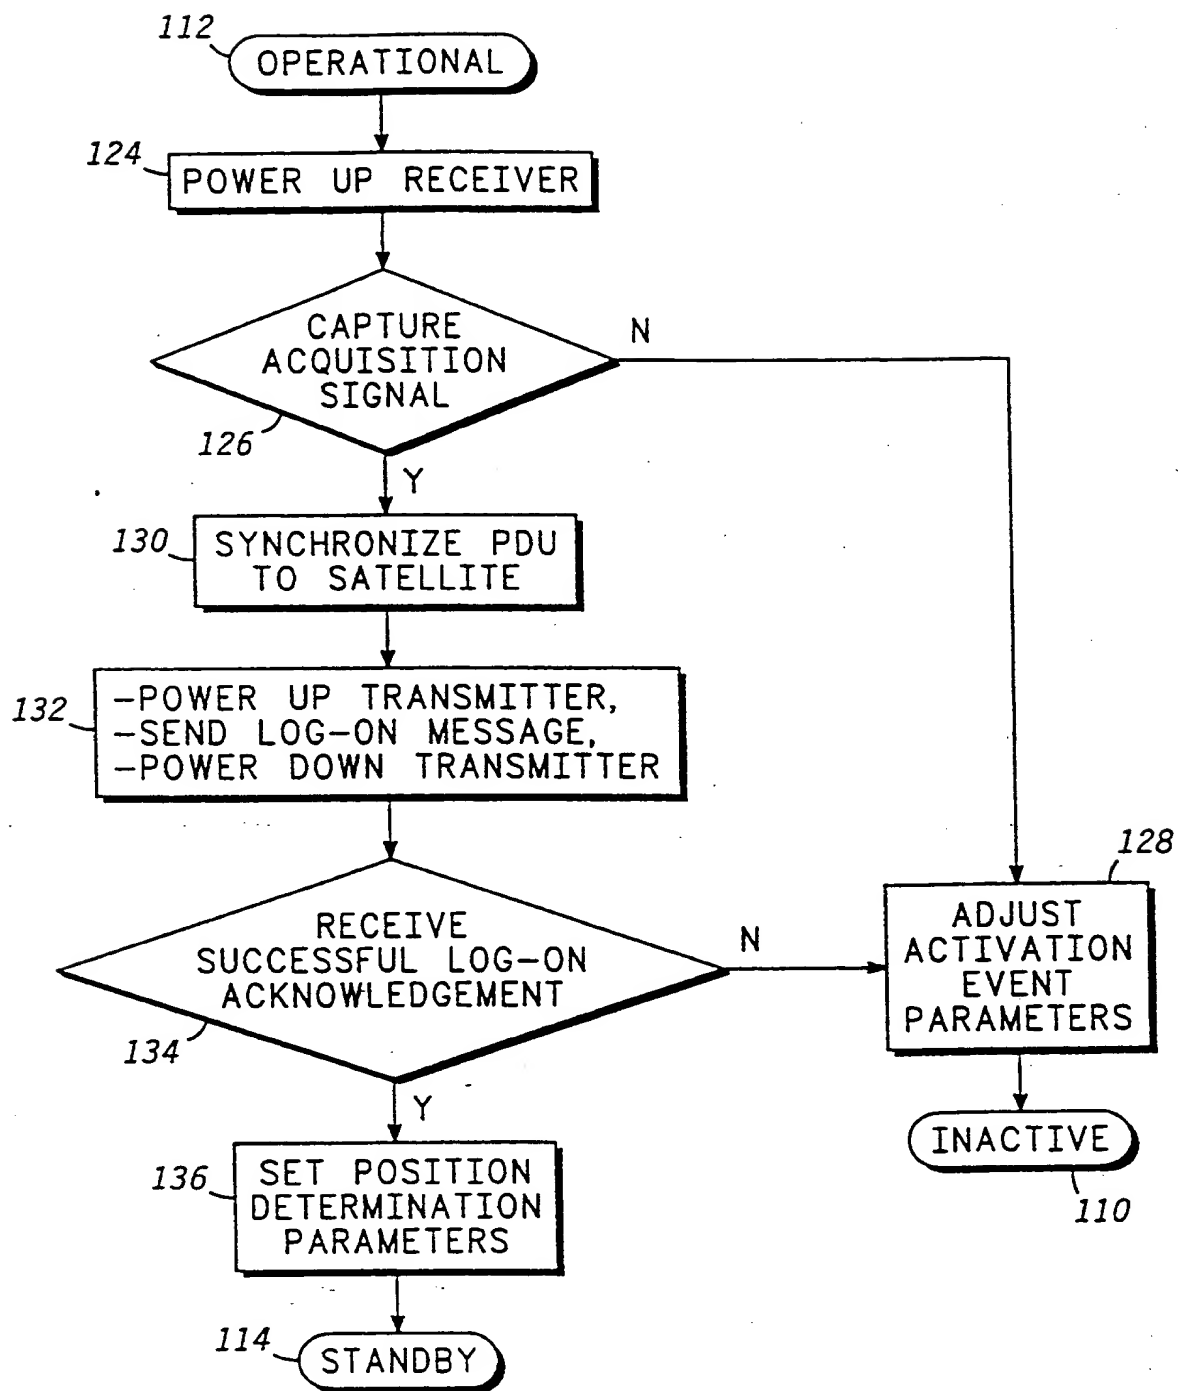 112
OPERATIONAL
124
POWER UP RECEIVER
CAPTURE
ACQUISITION
SIGNAL
N
126
Y
130
SYNCHRONIZE PDU
TO SATELLITE
132
-POWER UP TRANSMITTER,
-SEND LOG-ON MESSAGE,
-POWER DOWN TRANSMITTER
RECEIVE
SUCCESSFUL LOG-ON
ACKNOWLEDGEMENT
N
134
Y
128
ADJUST
ACTIVATION
EVENT
PARAMETERS
INACTIVE
110
136
SET POSITION
DETERMINATION
PARAMETERS
114
STANDBY